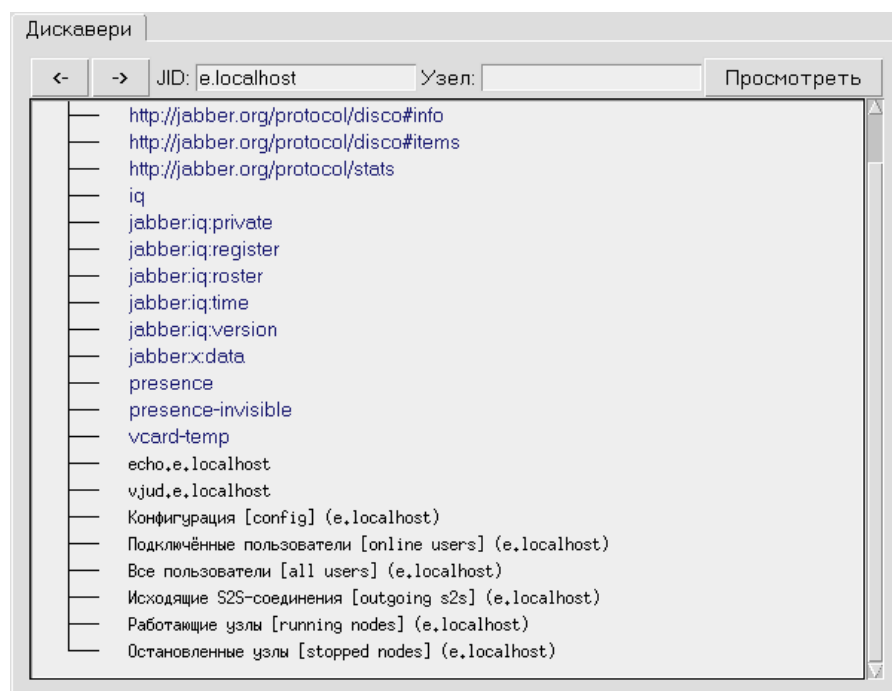 Дискавери
<- -> JID: e.localhost Узел: Просмотреть
http://jabber.org/protocol/disco#info
http://jabber.org/protocol/disco#items
http://jabber.org/protocol/stats
iq
jabber:iq:private
jabber:iq:register
jabber:iq:roster
jabber:iq:time
jabber:iq:version
jabber:x:data
presence
presence-invisible
vcard-temp
echo.e.localhost
vjud.e.localhost
Конфигурация [config] (e.localhost)
Подключённые пользователи [online users] (e.localhost)
Все пользователи [all users] (e.localhost)
Исходящие S2S-соединения [outgoing s2s] (e.localhost)
Работающие узлы [running nodes] (e.localhost)
Остановленные узлы [stopped nodes] (e.localhost)